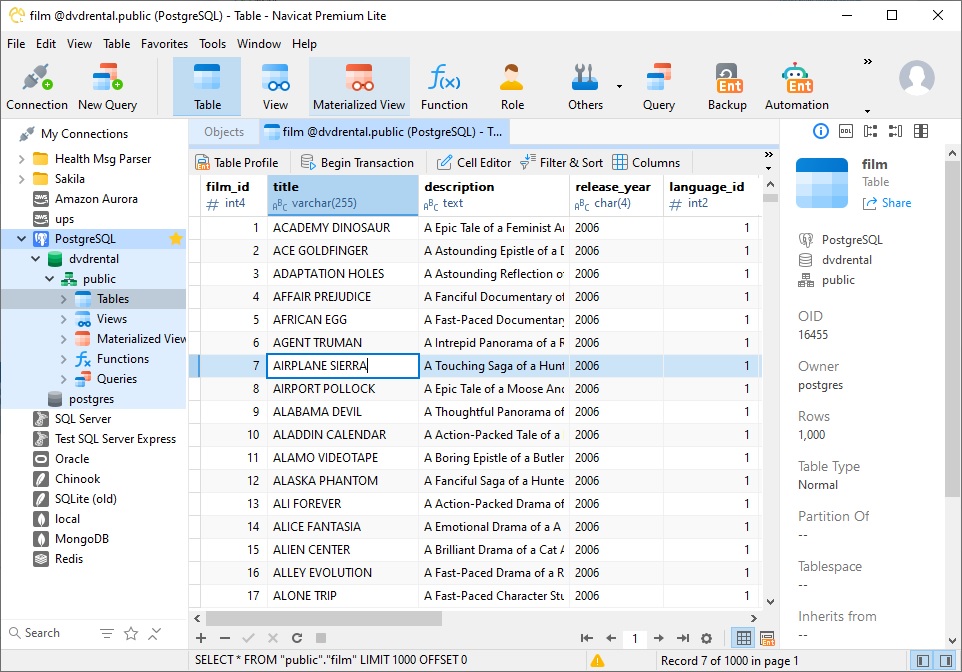 film @dvdrental.public (PostgreSQL) - Table - Navicat Premium Lite
File Edit View Table Favorites Tools Window Help
Connection New Query Table View Materialized View Function Role Others Query Backup Automation
Ent Ent
My Connections
Health Msg Parser
Sakila
Amazon Aurora
ups
PostgreSQL
dvdrental
public
Tables
Views
Materialized View
Functions
Queries
postgres
SQL Server
Test SQL Server Express
Oracle
Chinook
SQLite (old)
local
MongoDB
Redis
Search
Objects film @dvdrental.public (PostgreSQL) - T...
Table Profile Begin Transaction Cell Editor Filter & Sort Columns
film_id title description release_year language_id
# int4 ABC varchar(255) ABC text ABC char(4) # int2
1 ACADEMY DINOSAUR A Epic Tale of a Feminist An 2006 1
2 ACE GOLDFINGER A Astounding Epistle of a D 2006 1
3 ADAPTATION HOLES A Astounding Reflection of 2006 1
4 AFFAIR PREJUDICE A Fanciful Documentary of 2006 1
5 AFRICAN EGG A Fast-Paced Documentary 2006 1
6 AGENT TRUMAN A Intrepid Panorama of a R 2006 1
7 AIRPLANE SIERRA A Touching Saga of a Hunt 2006 1
8 AIRPORT POLLOCK A Epic Tale of a Moose And 2006 1
9 ALABAMA DEVIL A Thoughtful Panorama of 2006 1
10 ALADDIN CALENDAR A Action-Packed Tale of a 2006 1
11 ALAMO VIDEOTAPE A Boring Epistle of a Butler 2006 1
12 ALASKA PHANTOM A Fanciful Saga of a Hunte 2006 1
13 ALI FOREVER A Action-Packed Drama of 2006 1
14 ALICE FANTASIA A Emotional Drama of a A 2006 1
15 ALIEN CENTER A Brilliant Drama of a Cat A 2006 1
16 ALLEY EVOLUTION A Fast-Paced Drama of a R 2006 1
17 ALONE TRIP A Fast-Paced Character Stu 2006 1
1
SELECT * FROM "public"."film" LIMIT 1000 OFFSET 0 Record 7 of 1000 in page 1
DDL
film
Table
Share
PostgreSQL
dvdrental
public
OID
16455
Owner
postgres
Rows
1,000
Table Type
Normal
Partition Of
--
Tablespace
--
Inherits from
--